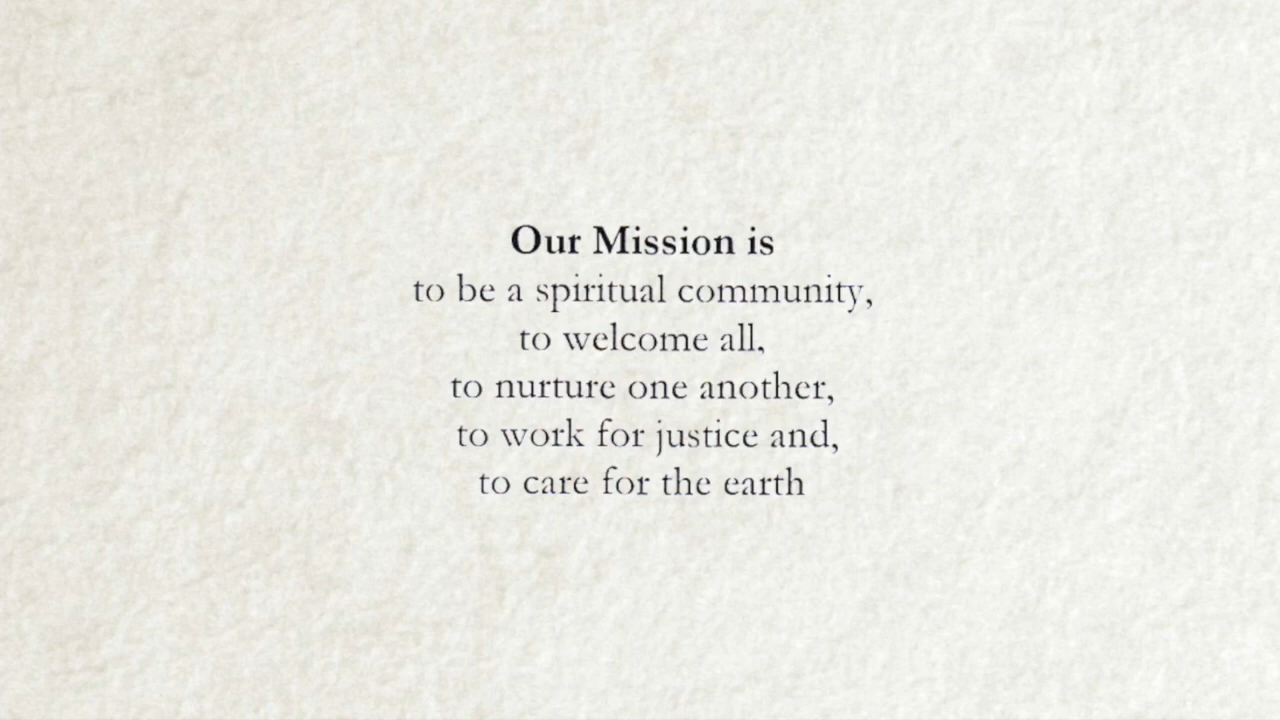 Our Mission is
to be a spiritual community,
to welcome all,
to nurture one another,
to work for justice and,
to care for the earth